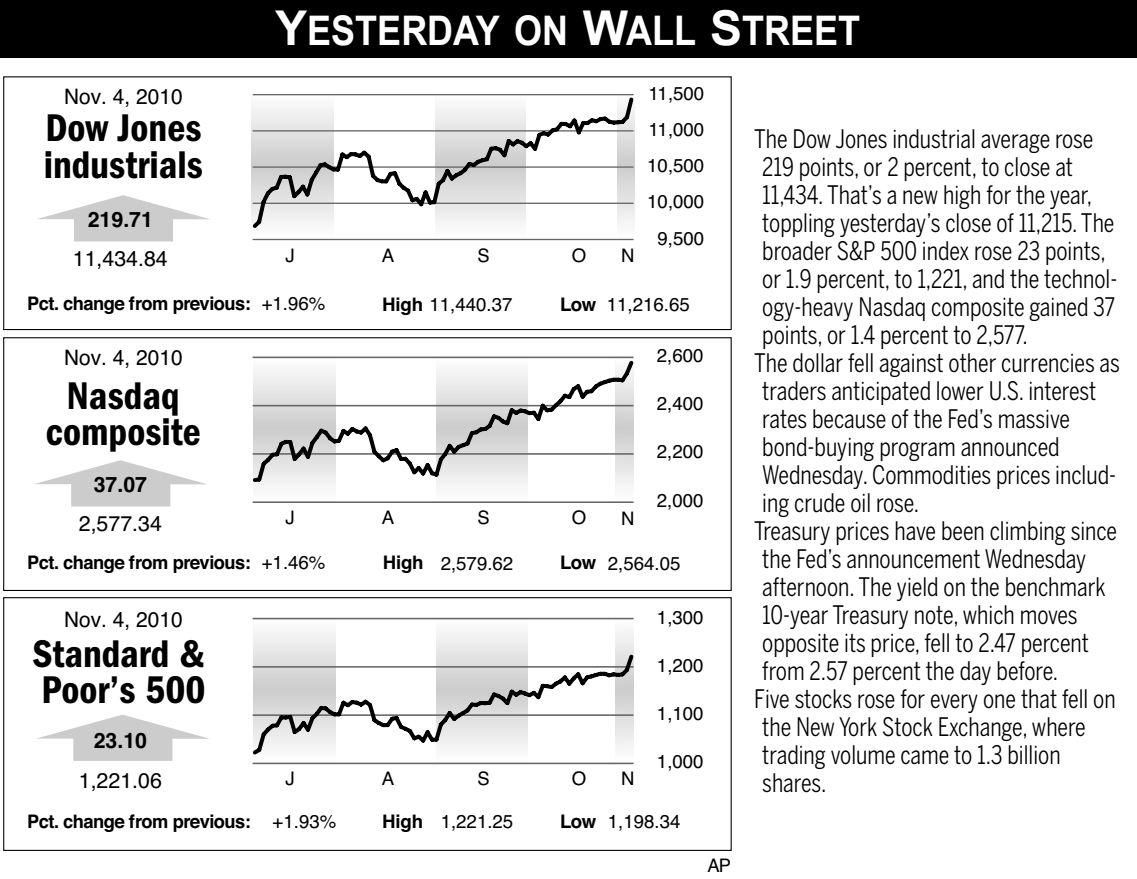 YESTERDAY ON WALL STREET
Nov. 4, 2010
Dow Jones
industrials
219.71
11,434.84
11,500
11,000
10,500
10,000
9,500
J A S O N
Pct. change from previous: +1.96% High 11,440.37 Low 11,216.65
Nov. 4, 2010
Nasdaq
composite
37.07
2,577.34
2,600
2,400
2,200
2,000
J A S O N
Pct. change from previous: +1.46% High 2,579.62 Low 2,564.05
Nov. 4, 2010
Standard &
Poor's 500
23.10
1,221.06
1,300
1,200
1,100
1,000
J A S O N
Pct. change from previous: +1.93% High 1,221.25 Low 1,198.34
AP
The Dow Jones industrial average rose
219 points, or 2 percent, to close at
11,434. That's a new high for the year,
toppling yesterday's close of 11,215. The
broader S&P 500 index rose 23 points,
or 1.9 percent, to 1,221, and the technol-
ogy-heavy Nasdaq composite gained 37
points, or 1.4 percent to 2,577.
The dollar fell against other currencies as
traders anticipated lower U.S. interest
rates because of the Fed's massive
bond-buying program announced
Wednesday. Commodities prices includ-
ing crude oil rose.
Treasury prices have been climbing since
the Fed's announcement Wednesday
afternoon. The yield on the benchmark
10-year Treasury note, which moves
opposite its price, fell to 2.47 percent
from 2.57 percent the day before.
Five stocks rose for every one that fell on
the New York Stock Exchange, where
trading volume came to 1.3 billion
shares.